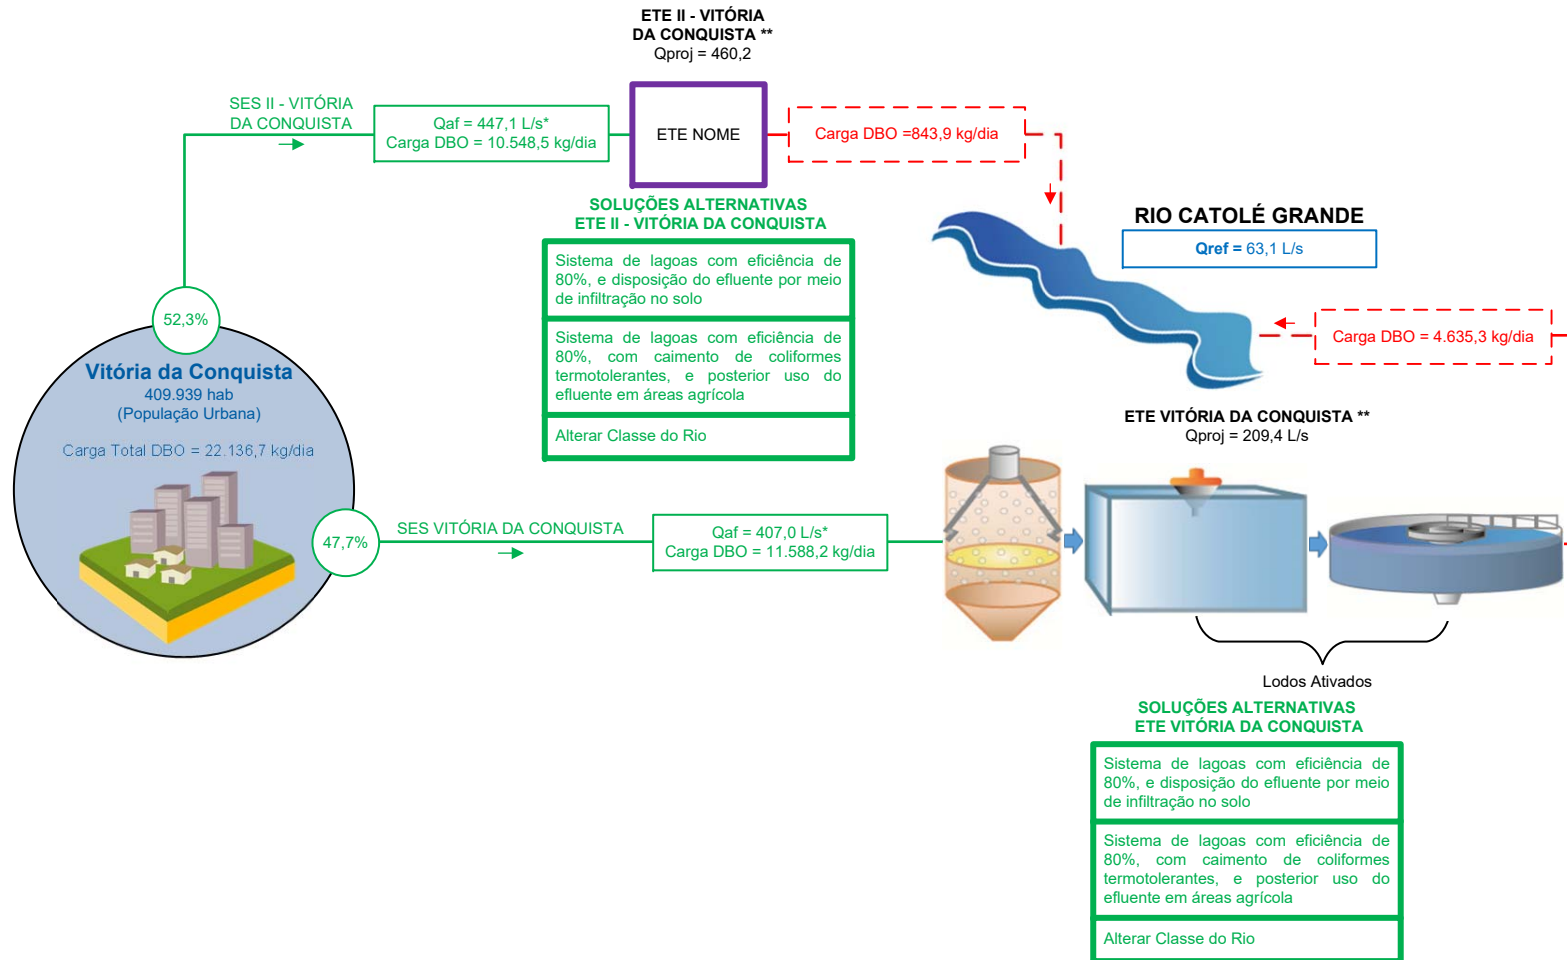 ETE II - VITÓRIA
DA CONQUISTA **
Qproj = 460,2
SES II - VITÓRIA
DA CONQUISTA
Qaf = 447,1 L/s*
Carga DBO = 10.548,5 kg/dia
ETE NOME
Carga DBO =843,9 kg/dia
SOLUÇÕES ALTERNATIVAS
ETE II - VITÓRIA DA CONQUISTA
Sistema de lagoas com eficiência de
80%, e disposição do efluente por meio
de infiltração no solo
Sistema de lagoas com eficiência de
80%, com caimento de coliformes
termotolerantes, e posterior uso do
efluente em áreas agrícola
Alterar Classe do Rio
RIO CATOLÉ GRANDE
Qref = 63,1 L/s
Carga DBO = 4.635,3 kg/dia
52,3%
Vitória da Conquista
409.939 hab
(População Urbana)
Carga Total DBO = 22.136,7 kg/dia
47,7%
SES VITÓRIA DA CONQUISTA
Qaf = 407,0 L/s*
Carga DBO = 11.588,2 kg/dia
ETE VITÓRIA DA CONQUISTA **
Qproj = 209,4 L/s
Lodos Ativados
SOLUÇÕES ALTERNATIVAS
ETE VITÓRIA DA CONQUISTA
Sistema de lagoas com eficiência de
80%, e disposição do efluente por meio
de infiltração no solo
Sistema de lagoas com eficiência de
80%, com caimento de coliformes
termotolerantes, e posterior uso do
efluente em áreas agrícola
Alterar Classe do Rio